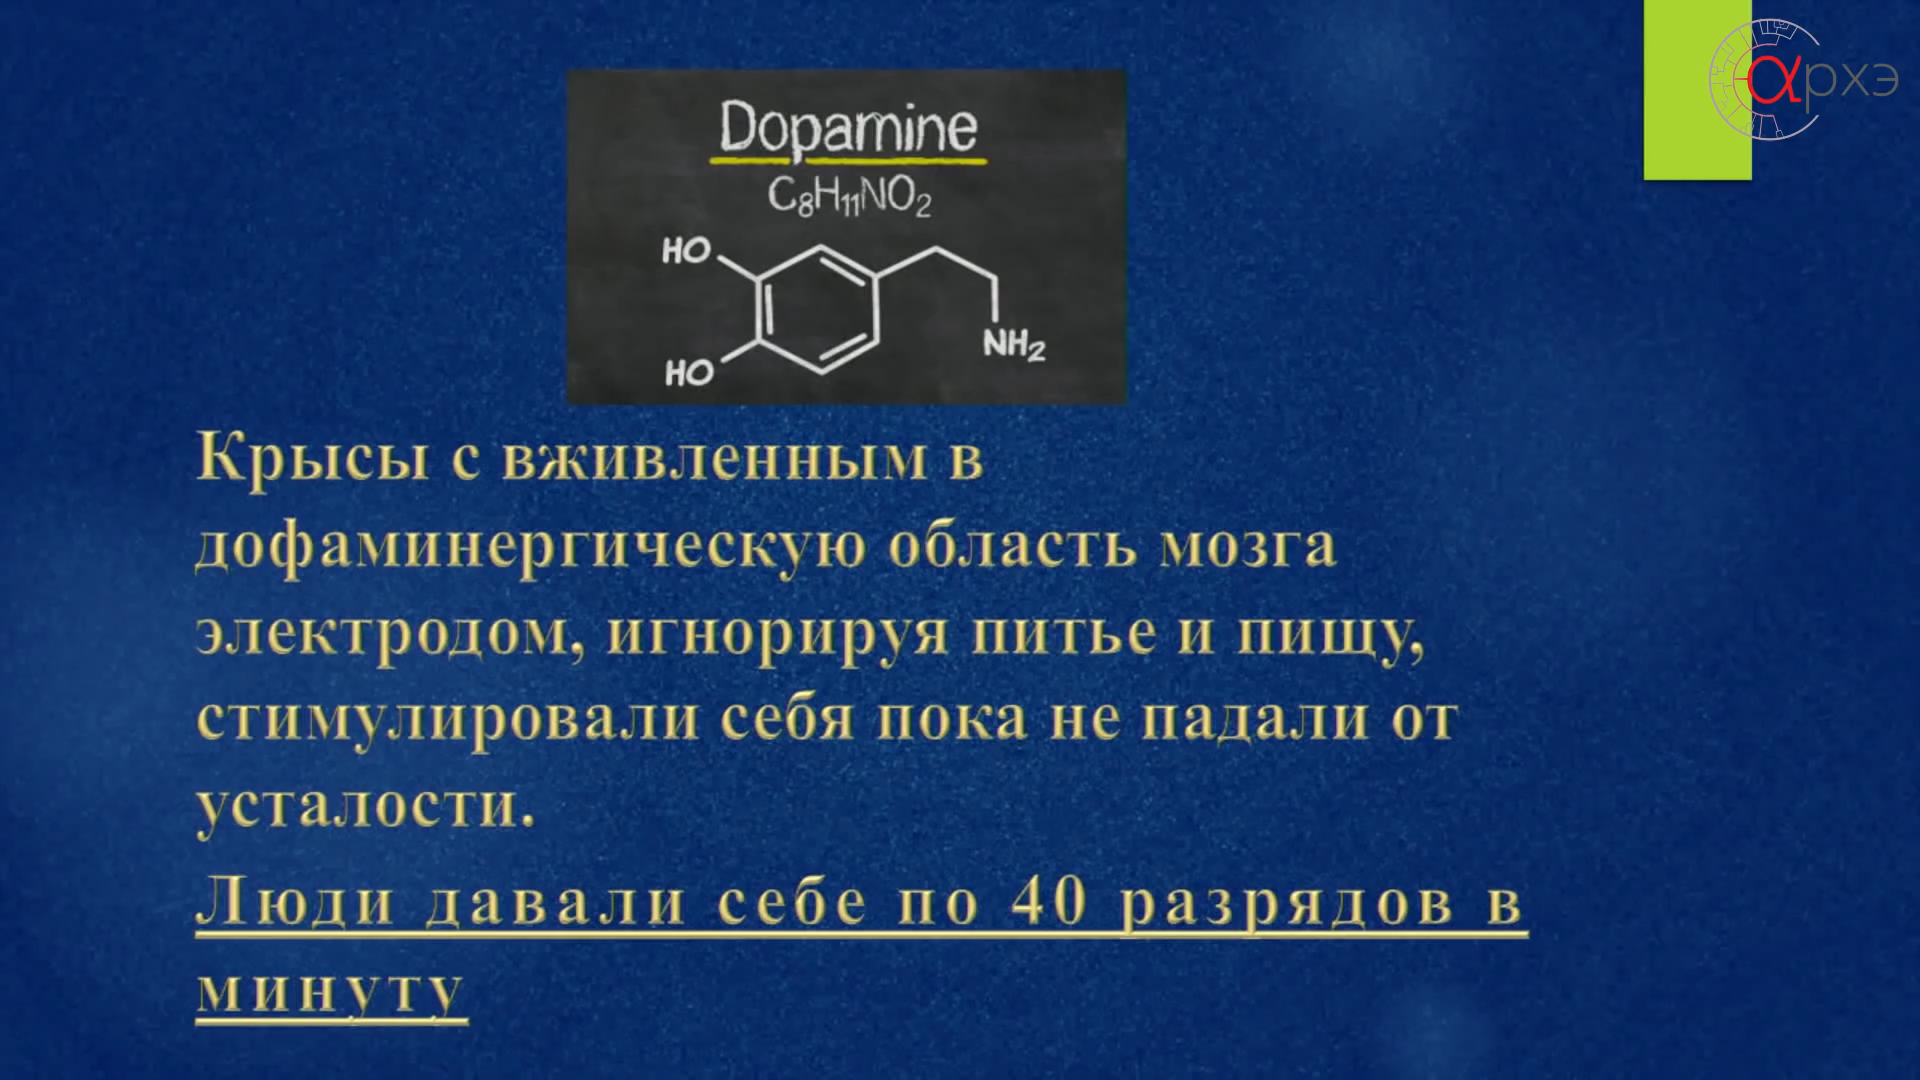 αрхэ
Dopamine
C₈H₁₁NO₂
HO
HO
NH₂
Крысы с вживленным в
дофаминергическую область мозга
электродом, игнорируя питье и пищу,
стимулировали себя пока не падали от
усталости.
Люди давали себе по 40 разрядов в
минуту